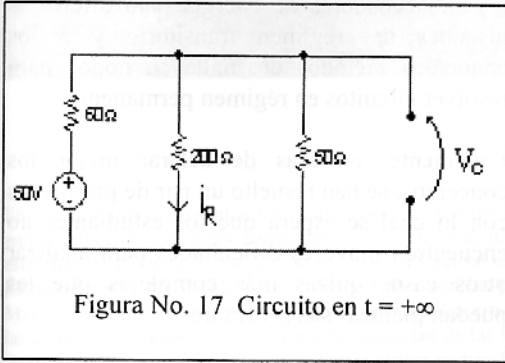 60Ω
200Ω
50Ω
50V
i_R
V_C
Figura No. 17 Circuito en t = +∞